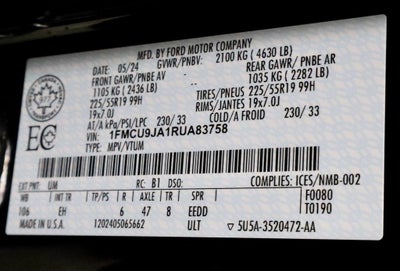 MFD. BY FORD MOTOR COMPANY
DATE: 05/24 GVWR/PNBV: 2100 KG ( 4630 LB)
FRONT GAWR/PNBE AV REAR GAWR / PNBE AR
1105 KG ( 2436 LB) 1035 KG ( 2282 LB)
225/55R19 99H TIRES/PNEUS 225/55R19 99H
19x7.0J RIMS/JANTES 19x7.0J
AT/A kPa/PSI/LPC 230/ 33 COLD/A FROID 230/ 33
VIN: 1FMCU9JA1RUA83758
TYPE: MPV/VTUM
EC
EXT PNT: UM RC: B1 DSO: COMPLIES: ICES/NMB-002
WB INT TR TP/PS R AXLE TR SPR F0080
106 EH 6 47 8 EEDD T0190
MADE IN U.S.A. 1202405065662 ULT 5U5A-3520472-AA